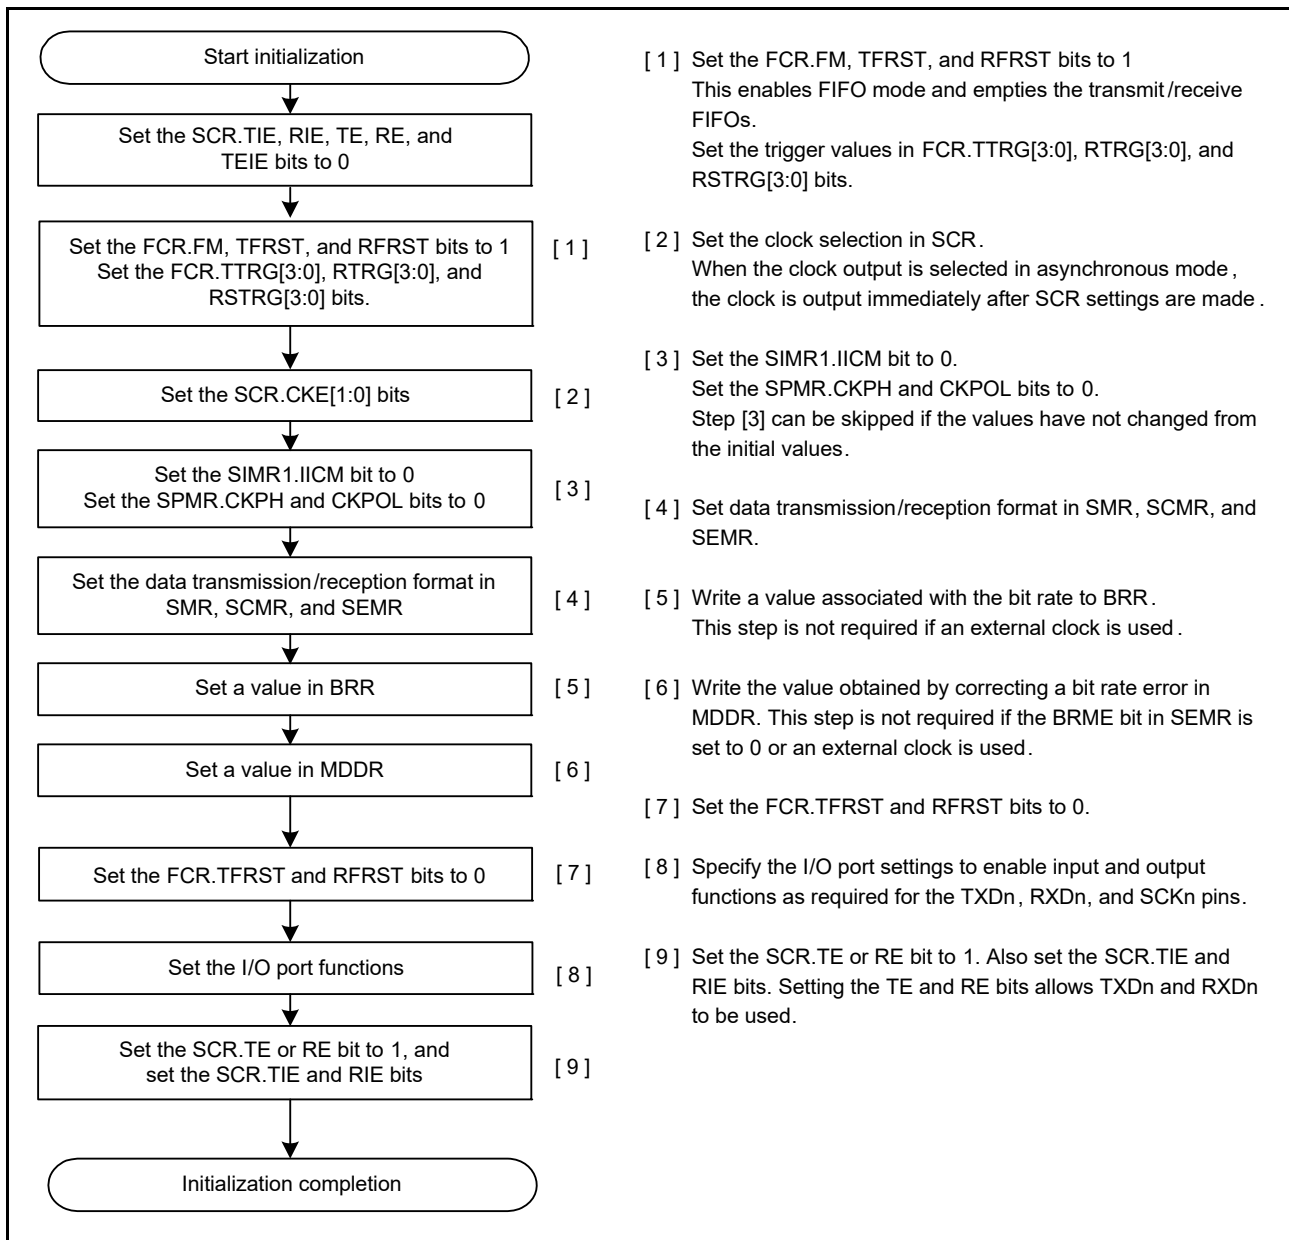 Start initialization
Set the SCR.TIE, RIE, TE, RE, and
TEIE bits to 0
Set the FCR.FM, TFRST, and RFRST bits to 1
Set the FCR.TTRG[3:0], RTRG[3:0], and
RSTRG[3:0] bits.
[ 1 ]
Set the SCR.CKE[1:0] bits
[ 2 ]
Set the SIMR1.IICM bit to 0
Set the SPMR.CKPH and CKPOL bits to 0
[ 3 ]
Set the data transmission/reception format in
SMR, SCMR, and SEMR
[ 4 ]
Set a value in BRR
[ 5 ]
Set a value in MDDR
[ 6 ]
Set the FCR.TFRST and RFRST bits to 0
[ 7 ]
Set the I/O port functions
[ 8 ]
Set the SCR.TE or RE bit to 1, and
set the SCR.TIE and RIE bits
[ 9 ]
Initialization completion
[ 1 ] Set the FCR.FM, TFRST, and RFRST bits to 1
This enables FIFO mode and empties the transmit/receive
FIFOs.
Set the trigger values in FCR.TTRG[3:0], RTRG[3:0], and
RSTRG[3:0] bits.
[ 2 ] Set the clock selection in SCR.
When the clock output is selected in asynchronous mode,
the clock is output immediately after SCR settings are made.
[ 3 ] Set the SIMR1.IICM bit to 0.
Set the SPMR.CKPH and CKPOL bits to 0.
Step [3] can be skipped if the values have not changed from
the initial values.
[ 4 ] Set data transmission/reception format in SMR, SCMR, and
SEMR.
[ 5 ] Write a value associated with the bit rate to BRR.
This step is not required if an external clock is used.
[ 6 ] Write the value obtained by correcting a bit rate error in
MDDR. This step is not required if the BRME bit in SEMR is
set to 0 or an external clock is used.
[ 7 ] Set the FCR.TFRST and RFRST bits to 0.
[ 8 ] Specify the I/O port settings to enable input and output
functions as required for the TXDn, RXDn, and SCKn pins.
[ 9 ] Set the SCR.TE or RE bit to 1. Also set the SCR.TIE and
RIE bits. Setting the TE and RE bits allows TXDn and RXDn
to be used.